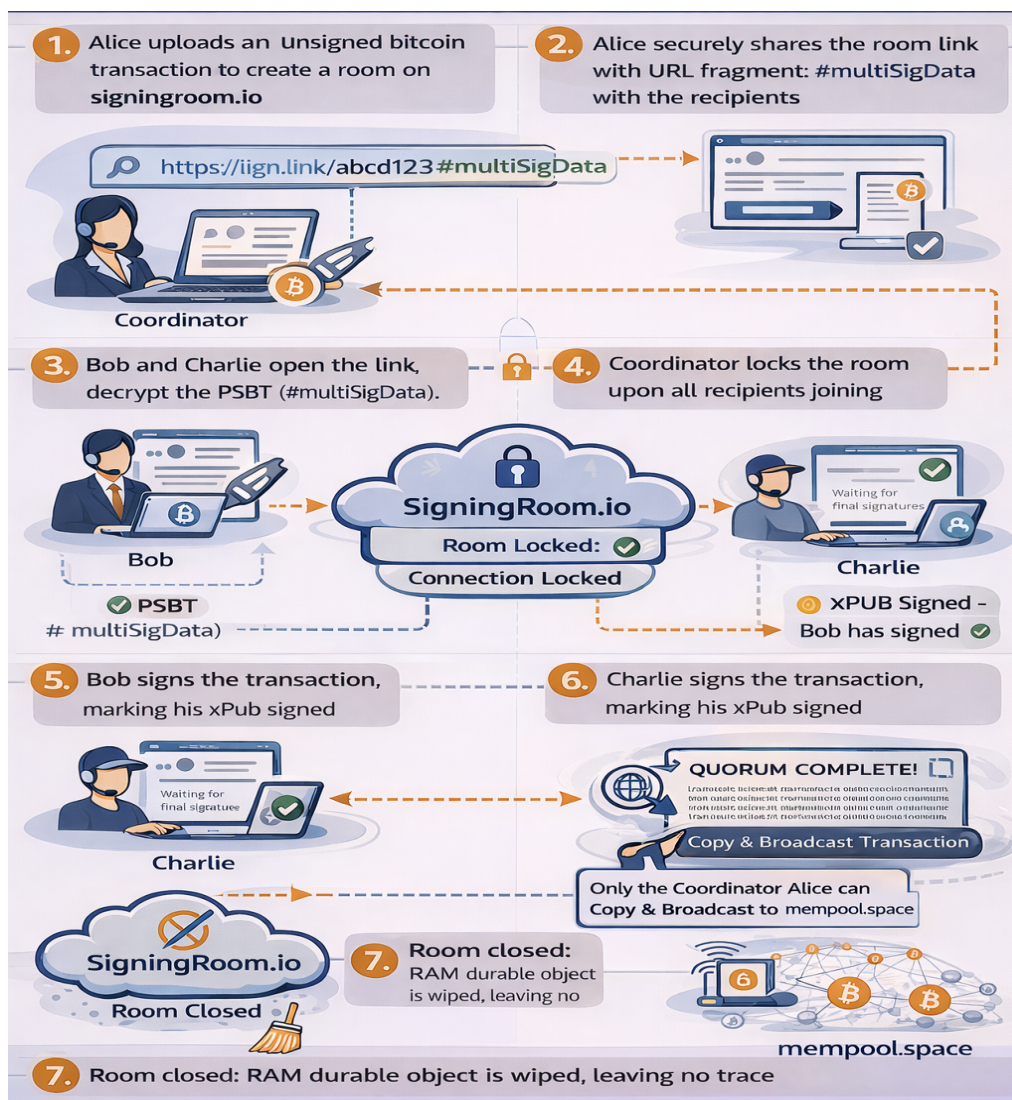 1. Alice uploads an unsigned bitcoin
transaction to create a room on
signingroom.io
2. Alice securely shares the room link
with URL fragment: #multiSigData
with the recipients
https://iign.link/abcd123#multiSigData
Coordinator
3. Bob and Charlie open the link,
decrypt the PSBT (#multiSigData).
4. Coordinator locks the room
upon all recipients joining
Bob
PSBT
# multiSigData)
SigningRoom.io
Room Locked:
Connection Locked
Waiting for
final signatures
Charlie
xPUB Signed -
Bob has signed
5. Bob signs the transaction,
marking his xPub signed
6. Charlie signs the transaction,
marking his xPub signed
Waiting for
final signature
Charlie
QUORUM COMPLETE!
Copy & Broadcast Transaction
Only the Coordinator Alice can
Copy & Broadcast to mempool.space
SigningRoom.io
Room Closed
7. Room closed:
RAM durable object
is wiped, leaving no
6
mempool.space
7. Room closed: RAM durable object is wiped, leaving no trace